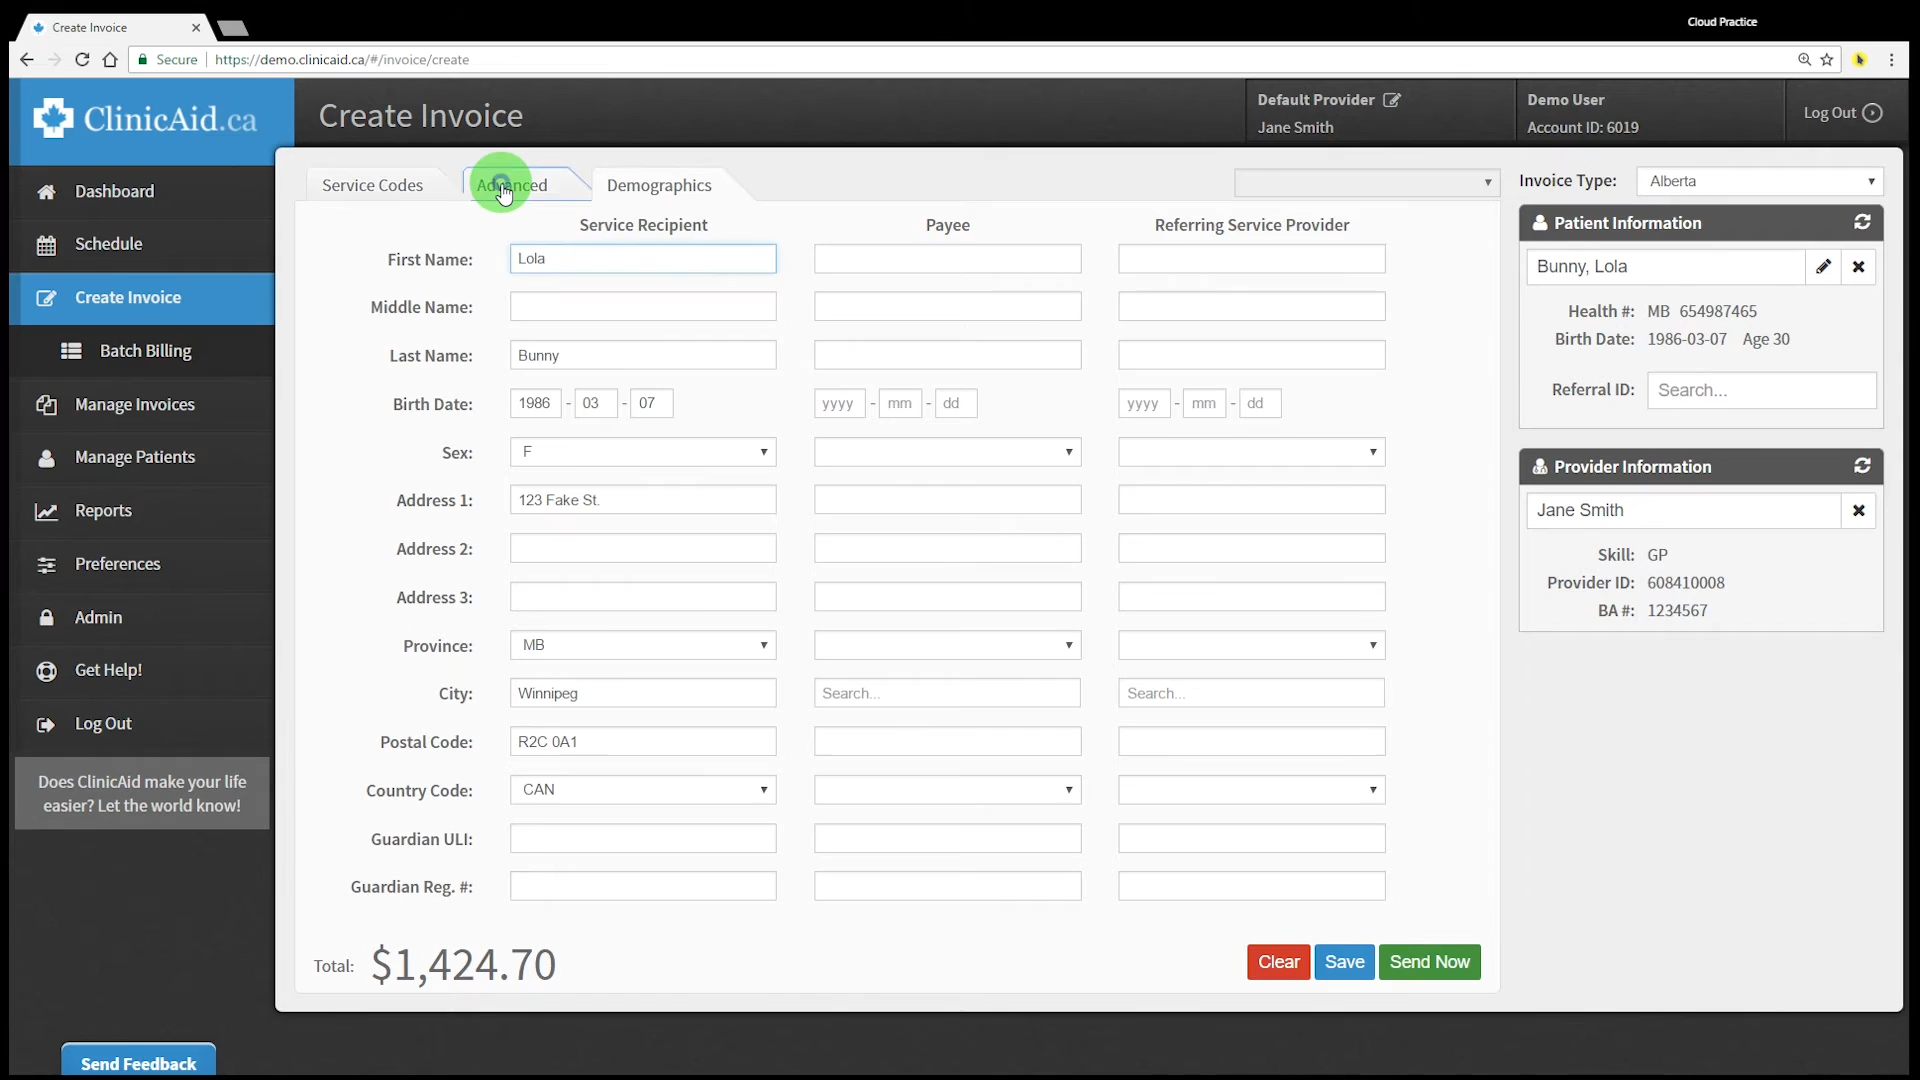 Cloud Practice
Create Invoice
Secure
https://demo.clinicaid.ca/#/invoice/create
ClinicAid.ca
Create Invoice
Default Provider
Jane Smith
Demo User
Account ID: 6019
Log Out
Dashboard
Schedule
Create Invoice
Batch Billing
Manage Invoices
Manage Patients
Reports
Preferences
Admin
Get Help!
Log Out
Does ClinicAid make your life
easier? Let the world know!
Send Feedback
Service Codes
Advanced
Demographics
Service Recipient
Payee
Referring Service Provider
First Name:
Lola
Middle Name:
Last Name:
Bunny
Birth Date:
1986 - 03 - 07
yyyy - mm - dd
yyyy - mm - dd
Sex:
F
Address 1:
123 Fake St.
Address 2:
Address 3:
Province:
MB
City:
Winnipeg
Search...
Search...
Postal Code:
R2C 0A1
Country Code:
CAN
Guardian ULI:
Guardian Reg. #:
Total: $1,424.70
Clear
Save
Send Now
Invoice Type:
Alberta
Patient Information
Bunny, Lola
Health #: MB 654987465
Birth Date: 1986-03-07 Age 30
Referral ID: Search...
Provider Information
Jane Smith
Skill: GP
Provider ID: 608410008
BA #: 1234567